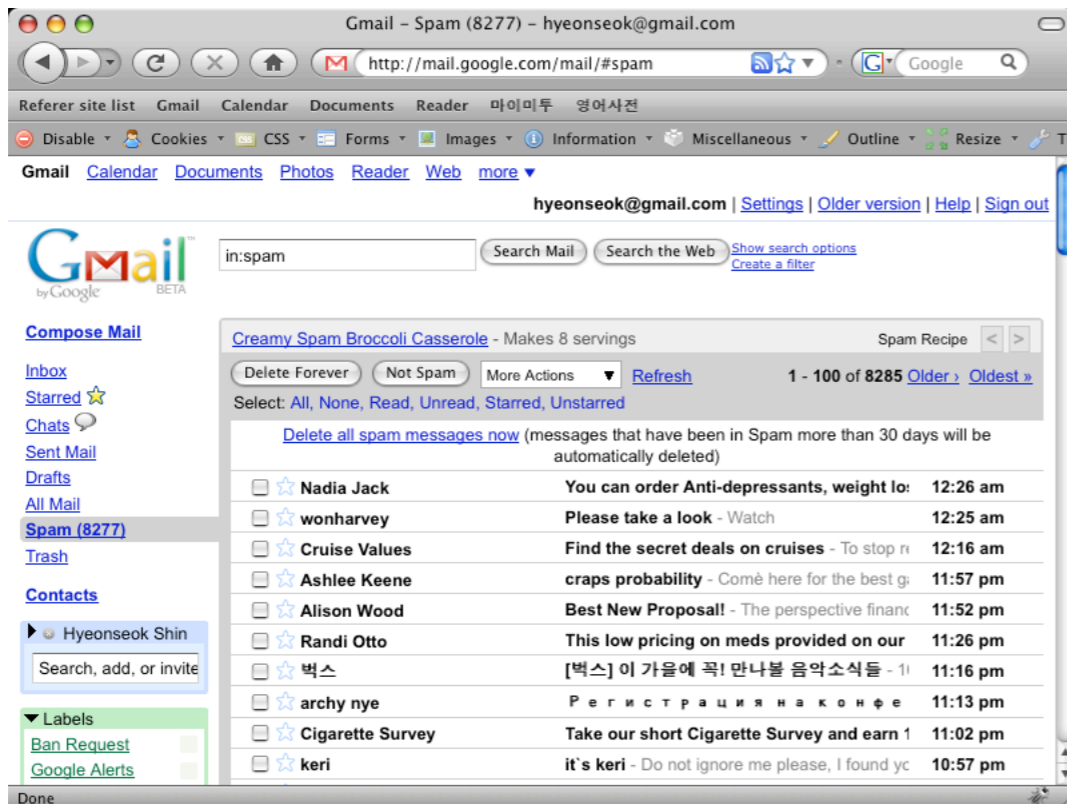 Gmail – Spam (8277) – hyeonseok@gmail.com
http://mail.google.com/mail/#spam G Google
Referer site list Gmail Calendar Documents Reader 마이미투 영어사전
Disable Cookies CSS Forms Images Information Miscellaneous Outline Resize T
Gmail Calendar Documents Photos Reader Web more ▼
hyeonseok@gmail.com | Settings | Older version | Help | Sign out
Gmail by Google BETA
in:spam Search Mail Search the Web Show search options
Create a filter
Compose Mail
Inbox
Starred
Chats
Sent Mail
Drafts
All Mail
Spam (8277)
Trash
Contacts
Hyeonseok Shin
Search, add, or invite
Labels
Ban Request
Google Alerts
Creamy Spam Broccoli Casserole - Makes 8 servings Spam Recipe < >
Delete Forever Not Spam More Actions ▼ Refresh 1 - 100 of 8285 Older › Oldest »
Select: All, None, Read, Unread, Starred, Unstarred
Delete all spam messages now (messages that have been in Spam more than 30 days will be
automatically deleted)
Nadia Jack You can order Anti-depressants, weight 12:26 am
wonharvey Please take a look - Watch 12:25 am
Cruise Values Find the secret deals on cruises - To stop 12:16 am
Ashlee Keene craps probability - Comè here for the best 11:57 pm
Alison Wood Best New Proposal! - The perspective financ 11:52 pm
Randi Otto This low pricing on meds provided on our 11:26 pm
벅스 [벅스] 이 가을에 꼭! 만나볼 음악소식들 - 11:16 pm
archy nye Р е г и с т р а ц и я н а к о н ф е 11:13 pm
Cigarette Survey Take our short Cigarette Survey and earn 11:02 pm
keri it`s keri - Do not ignore me please, I found 10:57 pm
Done